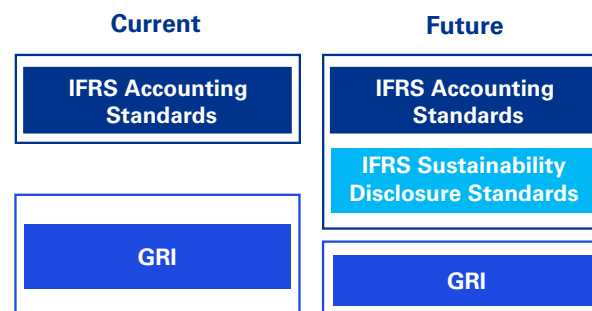 Current
Future
IFRS Accounting
Standards
IFRS Accounting
Standards
IFRS Sustainability
Disclosure Standards
GRI
GRI